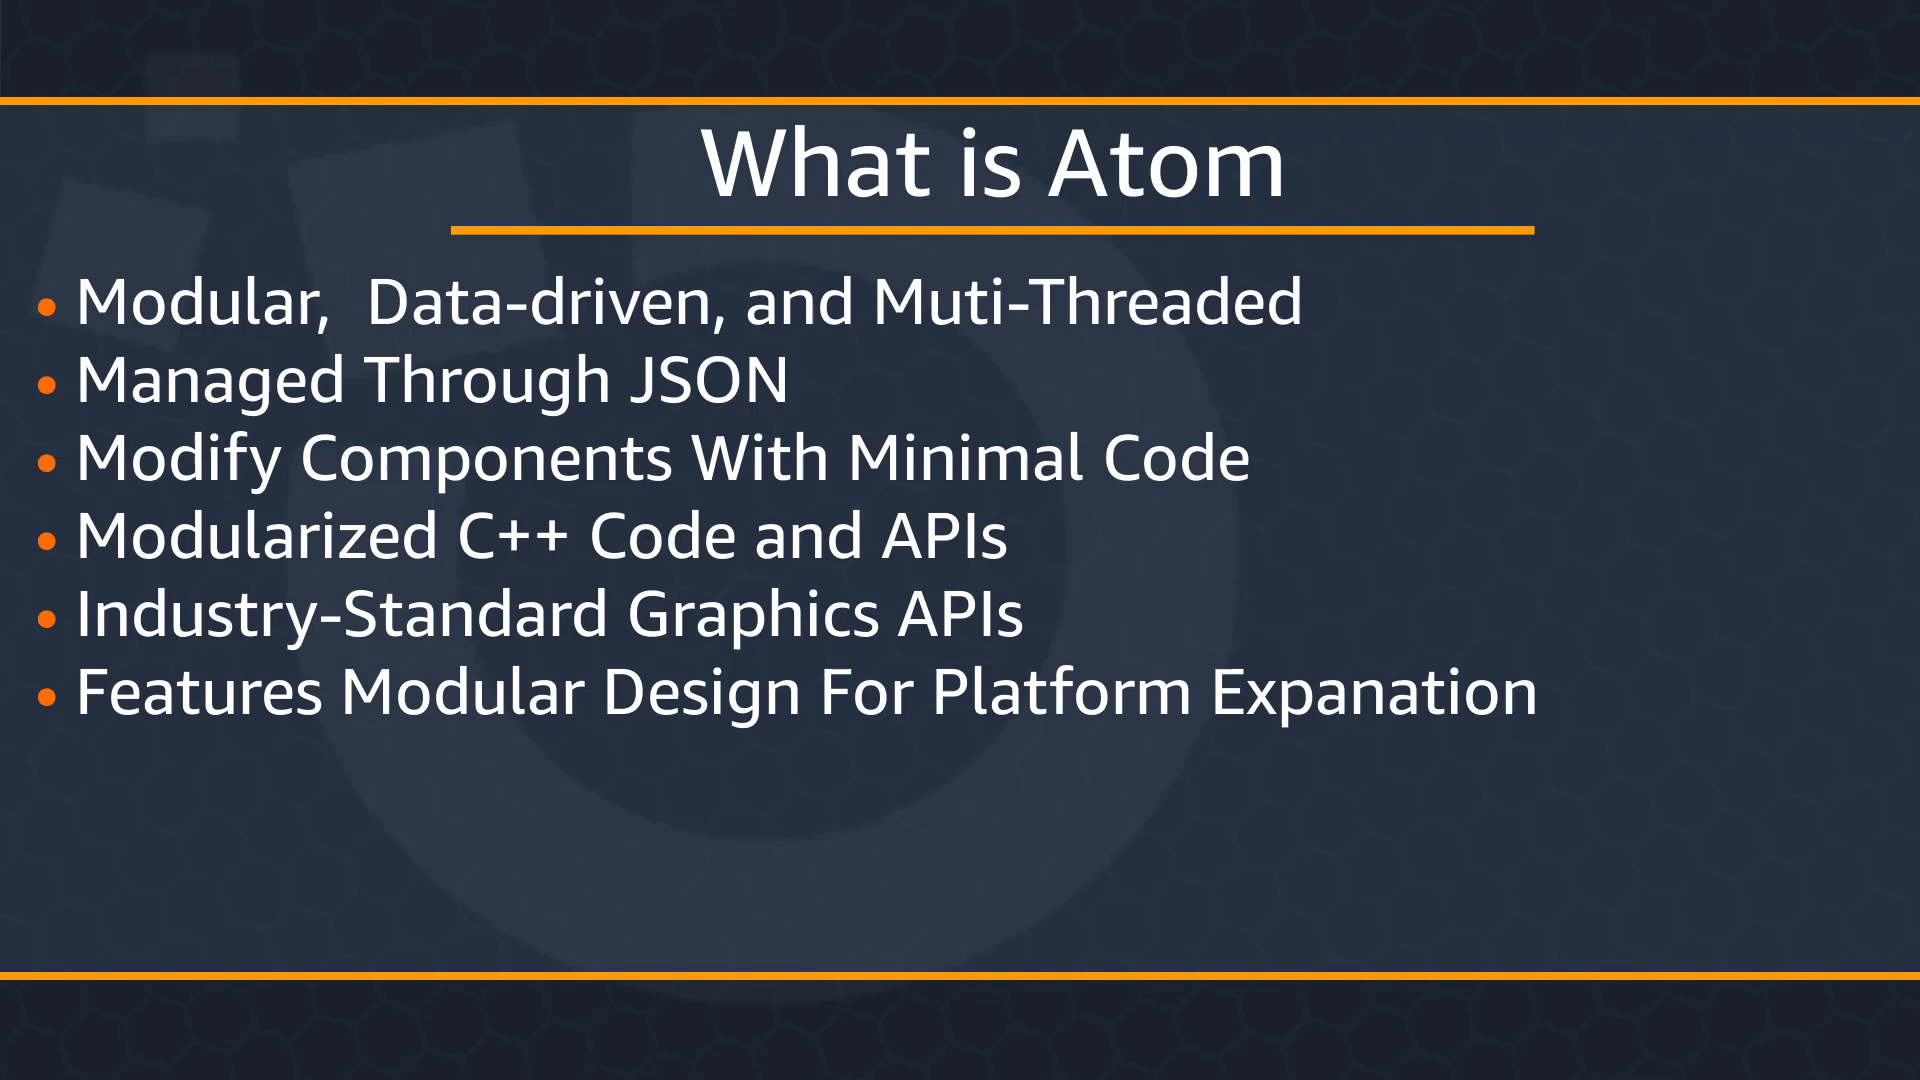 What is Atom
• Modular,  Data-driven, and Muti-Threaded
• Managed Through JSON
• Modify Components With Minimal Code
• Modularized C++ Code and APIs
• Industry-Standard Graphics APIs
• Features Modular Design For Platform Expanation